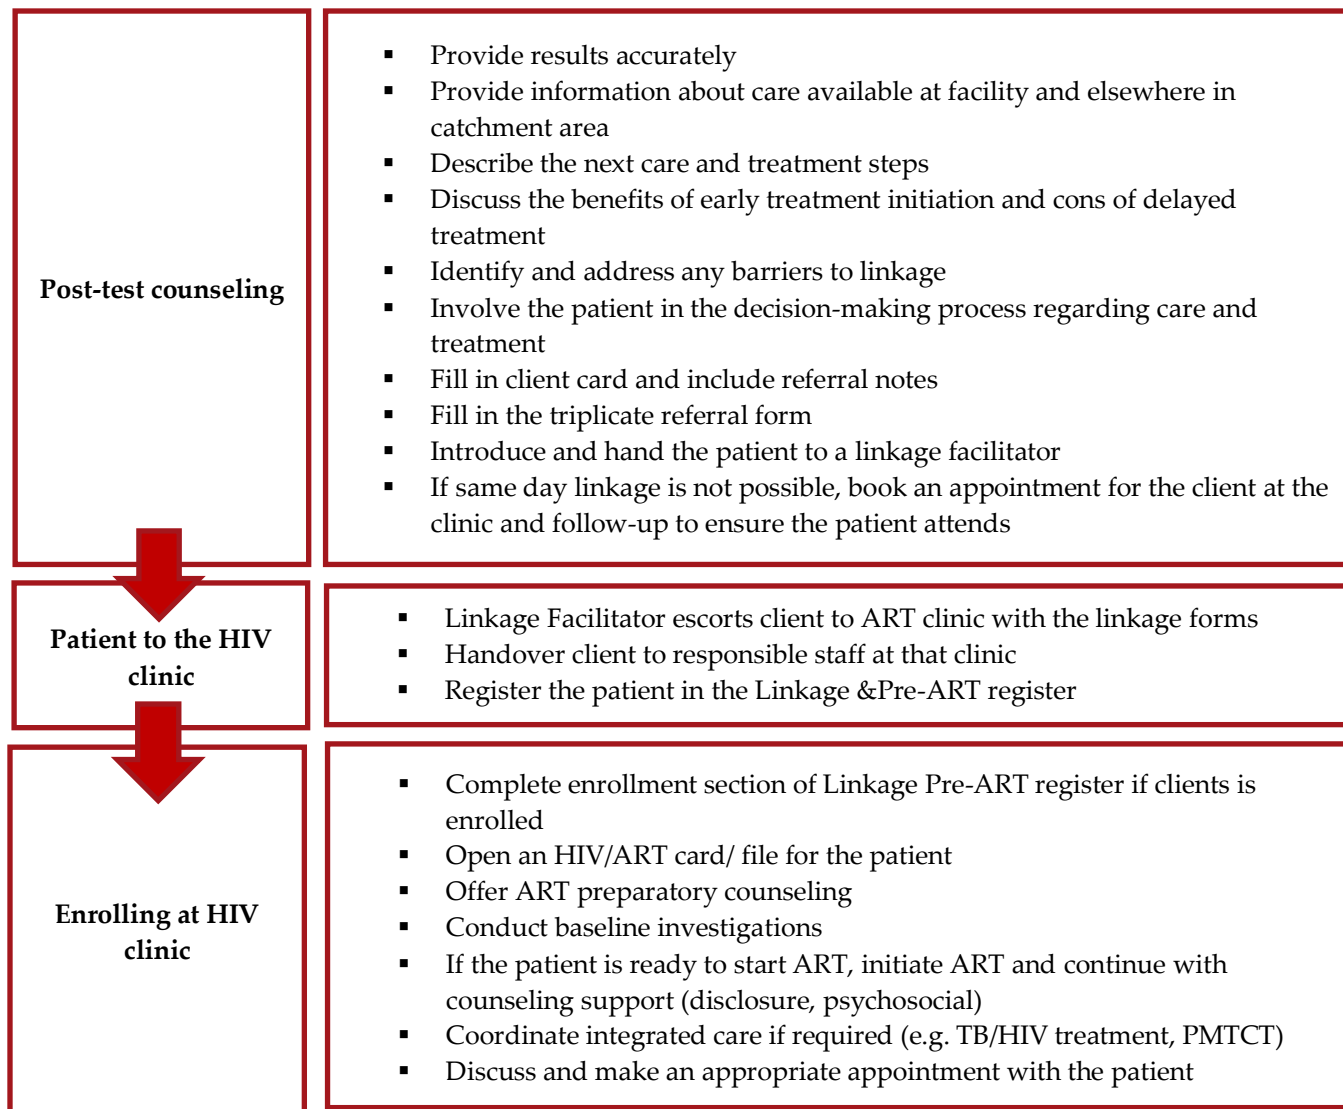 Post-test counseling
▪ Provide results accurately
▪ Provide information about care available at facility and elsewhere in
catchment area
▪ Describe the next care and treatment steps
▪ Discuss the benefits of early treatment initiation and cons of delayed
treatment
▪ Identify and address any barriers to linkage
▪ Involve the patient in the decision-making process regarding care and
treatment
▪ Fill in client card and include referral notes
▪ Fill in the triplicate referral form
▪ Introduce and hand the patient to a linkage facilitator
▪ If same day linkage is not possible, book an appointment for the client at the
clinic and follow-up to ensure the patient attends
Patient to the HIV
clinic
▪ Linkage Facilitator escorts client to ART clinic with the linkage forms
▪ Handover client to responsible staff at that clinic
▪ Register the patient in the Linkage &Pre-ART register
Enrolling at HIV
clinic
▪ Complete enrollment section of Linkage Pre-ART register if clients is
enrolled
▪ Open an HIV/ART card/ file for the patient
▪ Offer ART preparatory counseling
▪ Conduct baseline investigations
▪ If the patient is ready to start ART, initiate ART and continue with
counseling support (disclosure, psychosocial)
▪ Coordinate integrated care if required (e.g. TB/HIV treatment, PMTCT)
▪ Discuss and make an appropriate appointment with the patient